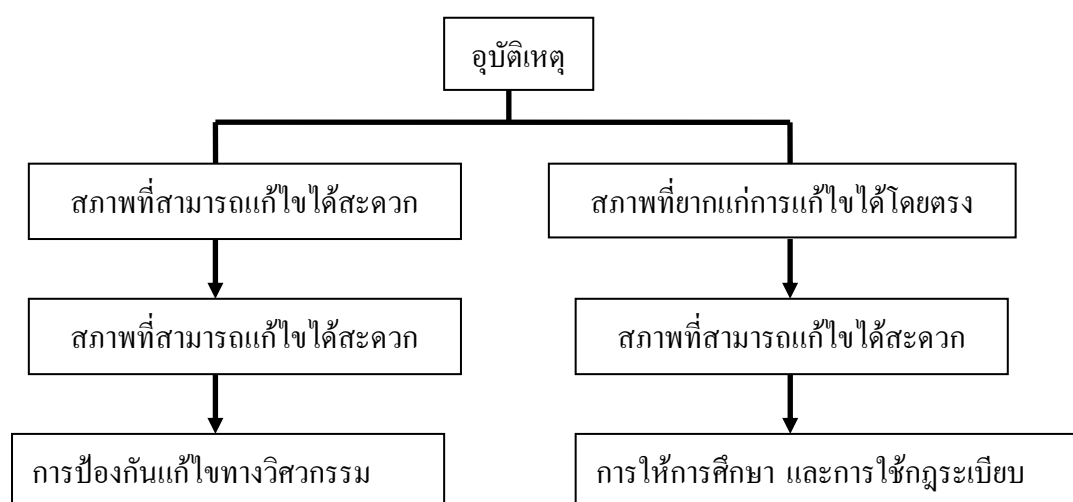 อุบัติเหตุ
สภาพที่สามารถแก้ไขได้สะดวก
สภาพที่ยากแก่การแก้ไขได้โดยตรง
สภาพที่สามารถแก้ไขได้สะดวก
สภาพที่สามารถแก้ไขได้สะดวก
การป้องกันแก้ไขทางวิศวกรรม
การให้การศึกษา และการใช้กฎระเบียบ